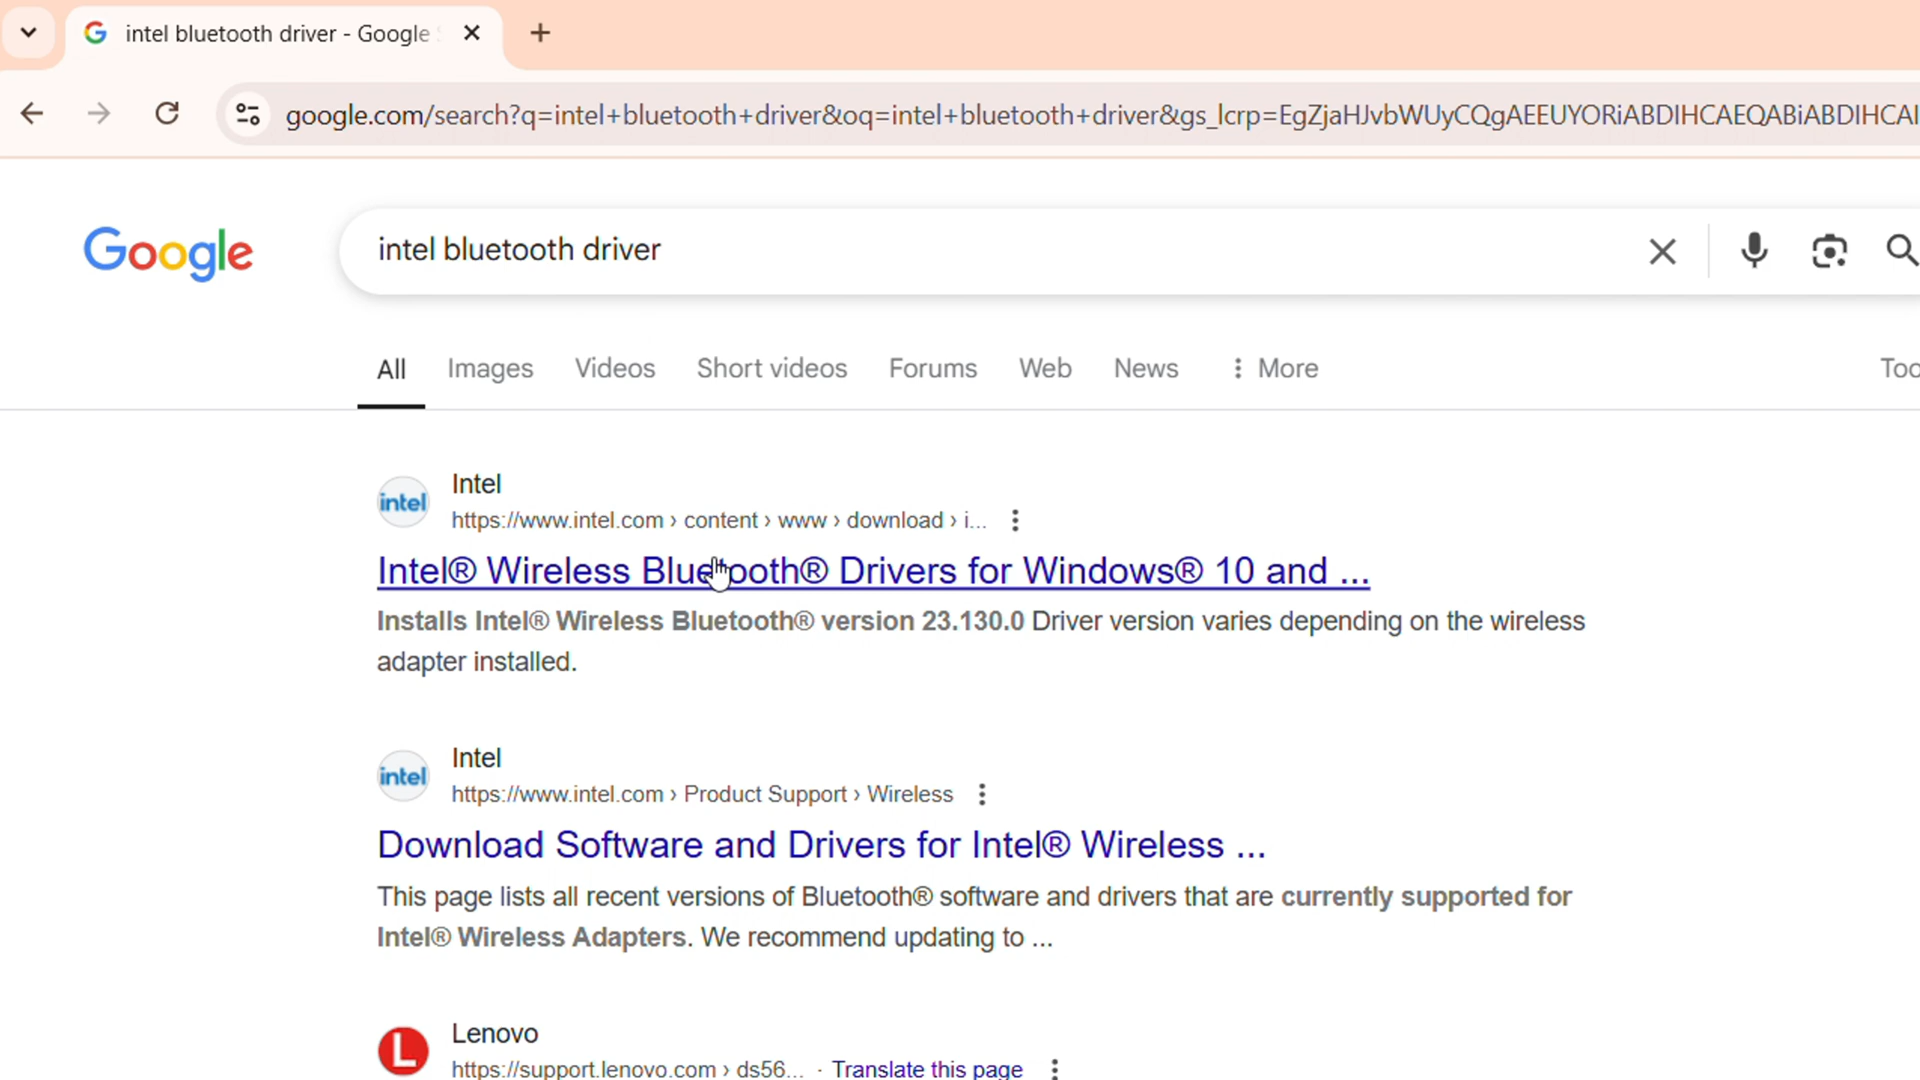 intel bluetooth driver - Google
google.com/search?q=intel+bluetooth+driver&oq=intel+bluetooth+driver&gs_lcrp=EgZjaHJvbWUyCQgAEEUYORiABDIHCAEQABiABDIHCAI
Google
intel bluetooth driver
All Images Videos Short videos Forums Web News More Too
intel
Intel
https://www.intel.com › content › www › download › i...
Intel® Wireless Bluetooth® Drivers for Windows® 10 and ...
Installs Intel® Wireless Bluetooth® version 23.130.0 Driver version varies depending on the wireless
adapter installed.
intel
Intel
https://www.intel.com › Product Support › Wireless
Download Software and Drivers for Intel® Wireless ...
This page lists all recent versions of Bluetooth® software and drivers that are currently supported for
Intel® Wireless Adapters. We recommend updating to ...
L
Lenovo
https://support.lenovo.com › ds56... · Translate this page